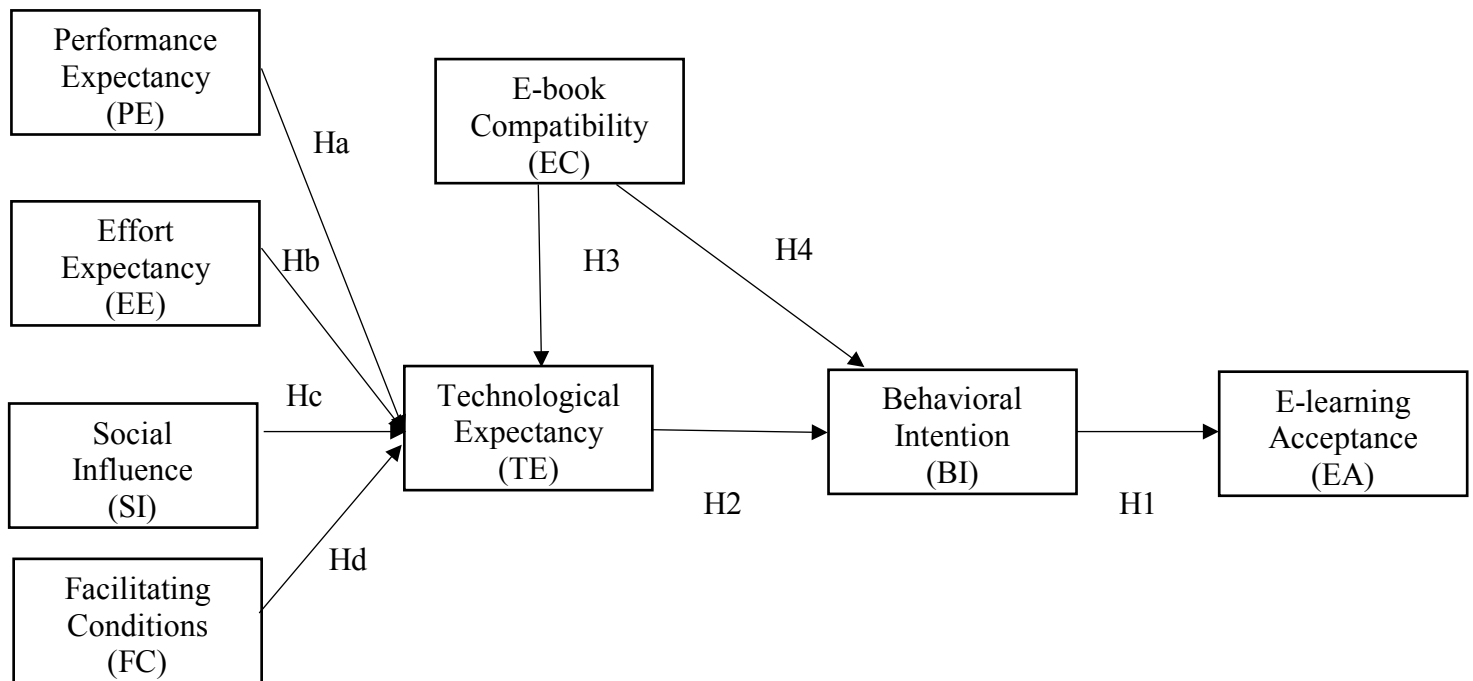 Performance
Expectancy
(PE)
Ha
E-book
Compatibility
(EC)
Effort
Expectancy
(EE)
Hb
H3
H4
Social
Influence
(SI)
Hc
Technological
Expectancy
(TE)
H2
Behavioral
Intention
(BI)
H1
E-learning
Acceptance
(EA)
Facilitating
Conditions
(FC)
Hd